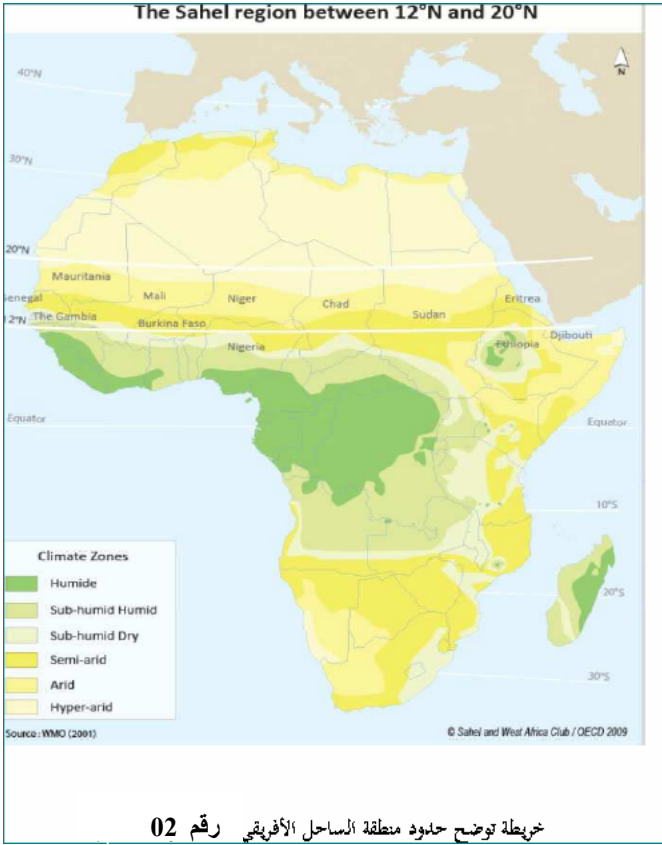 The Sahel region between 12°N and 20°N
N
40°N
30°N
20°N
Mauritania
Mali
Niger
Chad
Sudan
Eritrea
Senegal
12°N
The Gambia
Burkina Faso
Nigeria
Ethiopia
Djibouti
Equator
Equator
10°S
20°S
30°S
Climate Zones
Humide
Sub-humid Humid
Sub-humid Dry
Semi-arid
Arid
Hyper-arid
Source: WMO (2001)
© Sahel and West Africa Club / OECD 2009
خريطة توضح حدود منطقة الساحل الأفريقي رقم 02